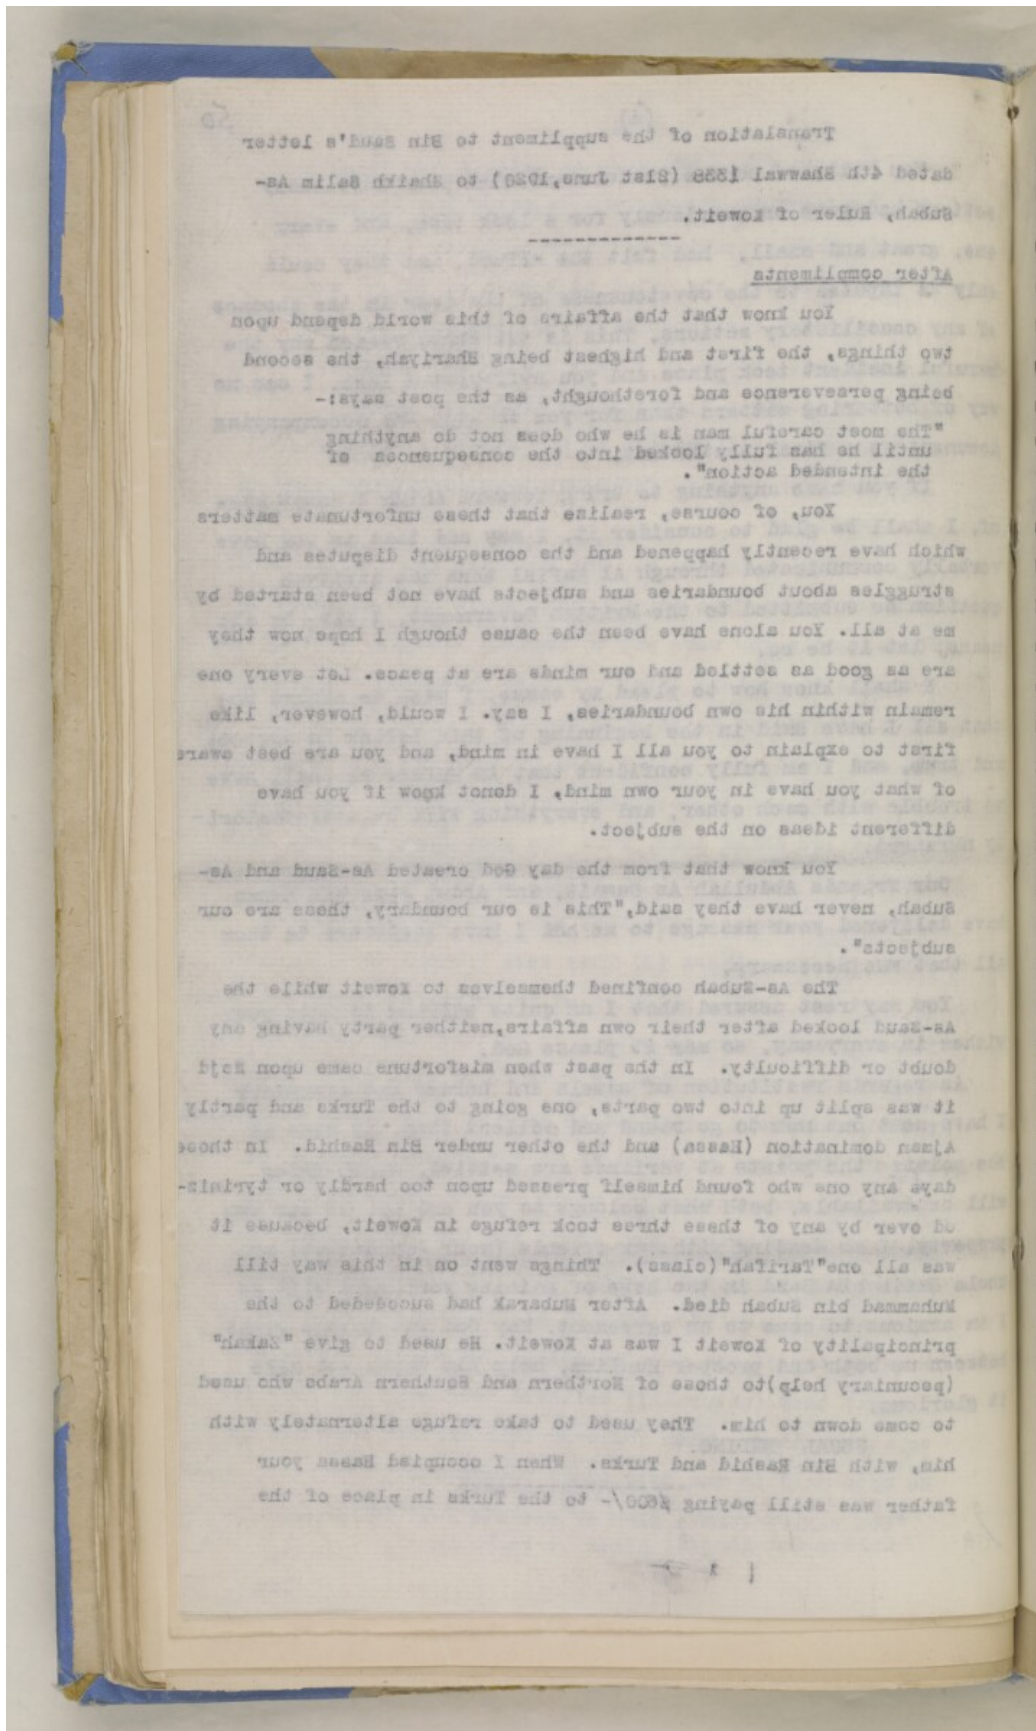 Translation of the suppliment to Bin Saud's letter
dated 4th Shawwal 1338 (21st June,1920) to Shaikh Salim As-
Subah, Ruler of Koweit.
-------------
After compliments
You know that the affairs of this world depend upon
two things, the first and highest being Shariyah, the second
being perseverence and forethought, as the poet says:-
"The most careful man is he who does not do anything
until he has fully looked into the consequences of
the intended action".
You, of course, realise that these unfortunate matters
which have recently happened and the consequent disputes and
struggles about boundaries and subjects have not been started by
me at all. You alone have been the cause though I hope now they
are as good as settled and our minds are at peace. Let every one
remain within his own boundaries, I say. I would, however, like
first to explain to you all I have in mind, and you are best aware
of what you have in your own mind, I donot know if you have
different ideas on the subject.
You know that from the day God created As-Saud and As-
Subah, never have they said,"This is our boundary, these are our
subjects".
The As-Subah confined themselves to Koweit while the
As-Saud looked after their own affairs,neither party having any
doubt or difficulty. In the past when misfortune came upon Nejd
it was split up into two parts, one going to the Turks and partly
Ajman domination (Hassa) and the other under Bin Rashid. In those
days any one who found himself pressed upon too hardly or tyriniz-
ed over by any of these three took refuge in Koweit, because it
was all one"Tarifah"(class). Things went on in this way till
Muhammad bin Subah died. After Mubarak had succeeded to the
principality of Koweit I was at Koweit. He used to give "Zakah"
(pecuniary help)to those of Northern and Southern Arabs who used
to come down to him. They used to take refuge alternately with
him, with Bin Rashid and Turks. When I occupied Hassa your
father was still paying £600/- to the Turks in place of the